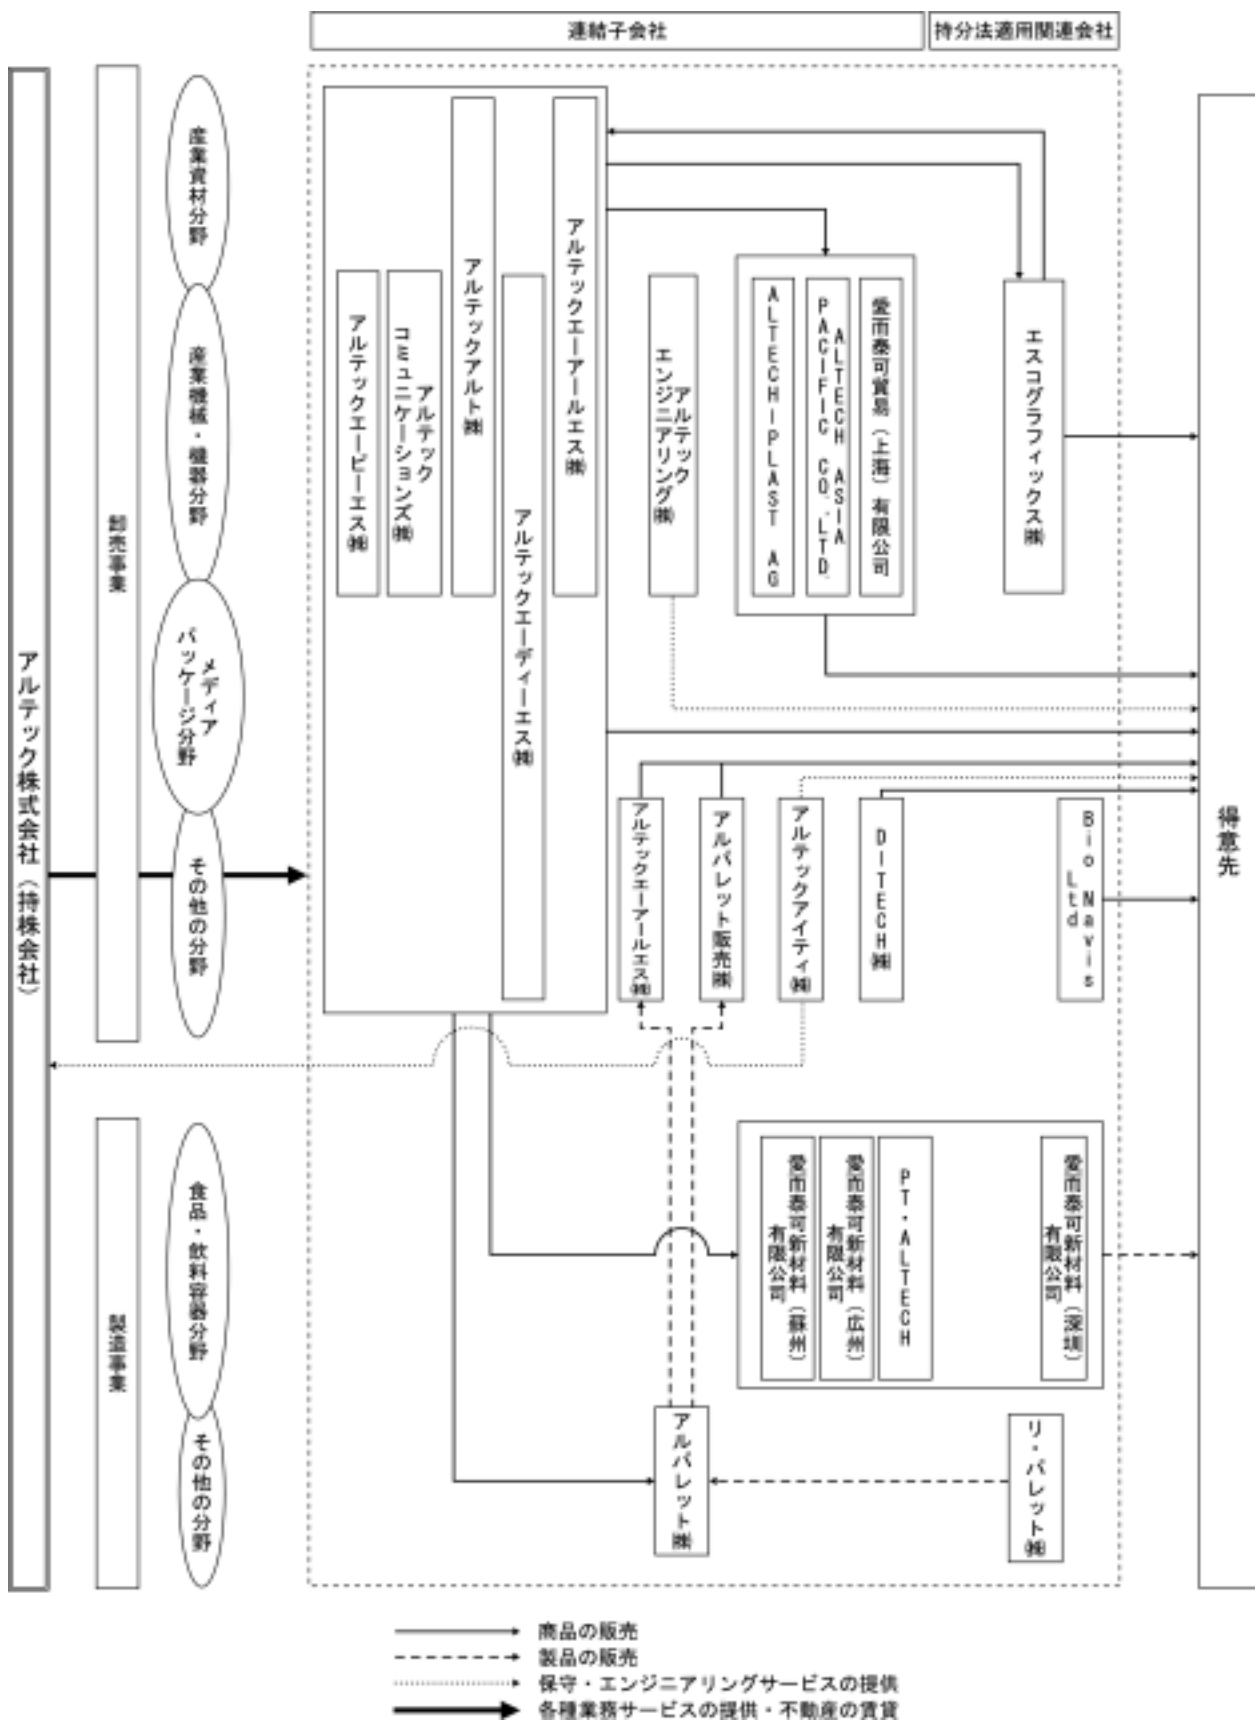 連結子会社
持分法適用関連会社
アルテック株式会社（持株会社）
卸売事業
産業資材分野
産業機械・機器分野
メディア
パッケージ分野
その他の分野
アルテックエーピーエス㈱
アルテック
コミュニケーションズ㈱
アルテックアルト㈱
アルテックエーディーエス㈱
アルテックエーアールエス㈱
アルテック
エンジニアリング㈱
ALTECHIPLAST AG
ALTECH ASIA
PACIFIC CO.,LTD.
愛而泰可貿易（上海）有限公司
エスコグラフィックス㈱
アルテックエーアールエス㈱
アルパレット販売㈱
アルテックアイティ㈱
DITECH㈱
Bio Navis
Ltd
得意先
製造事業
食品・飲料容器分野
その他の分野
愛而泰可新材料（蘇州）
有限公司
愛而泰可新材料（広州）
有限公司
PT・ALTECH
愛而泰可新材料（深圳）
有限公司
アルパレット㈱
リ・パレット㈱
商品の販売
製品の販売
保守・エンジニアリングサービスの提供
各種業務サービスの提供・不動産の賃貸